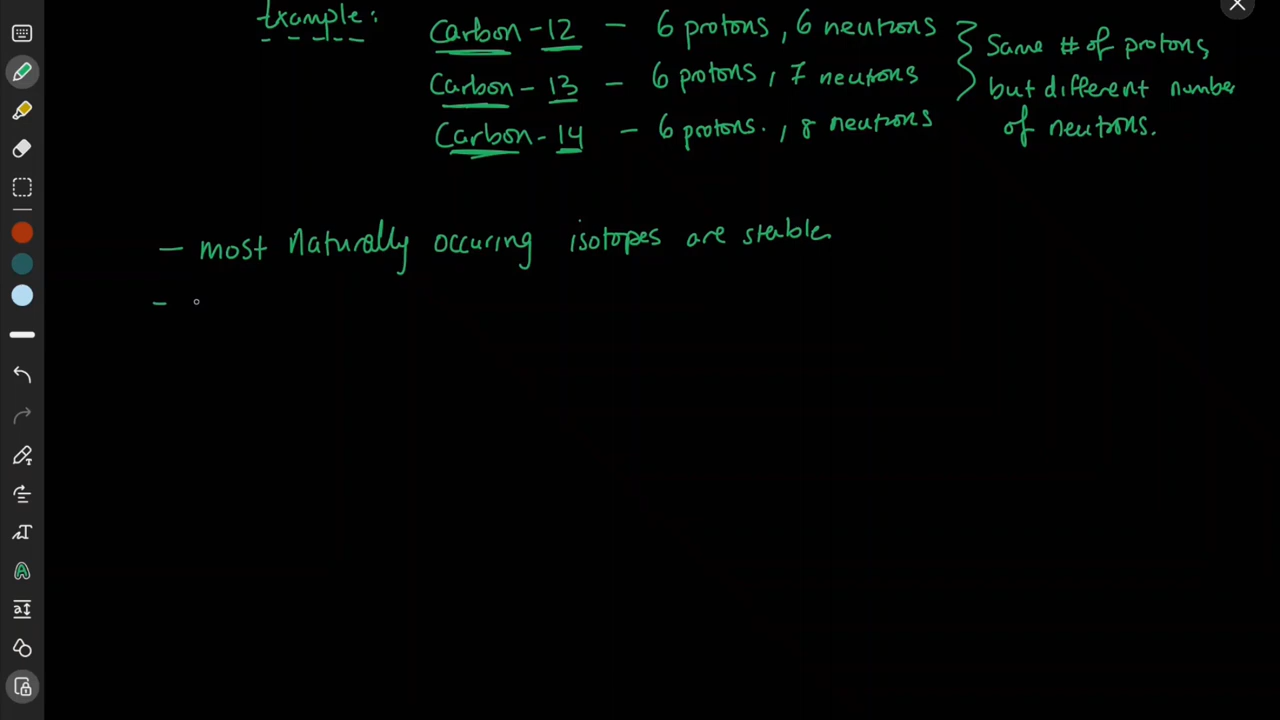 Example:
Carbon-12 — 6 protons, 6 neutrons
Carbon-13 — 6 protons, 7 neutrons
Carbon-14 — 6 protons. , 8 neutrons
Same # of protons,
but different number
of neutrons.
— most naturally occuring isotopes are stable
-